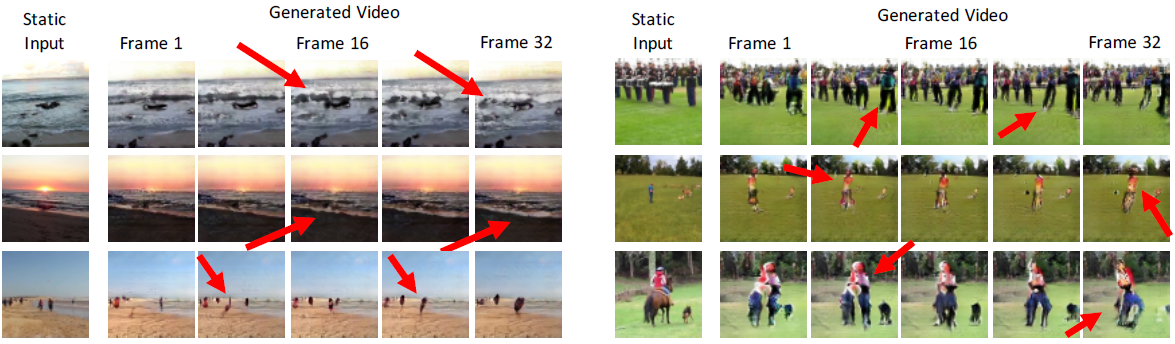 Static
Input
Generated Video
Frame 1
Frame 16
Frame 32
Static
Input
Generated Video
Frame 1
Frame 16
Frame 32